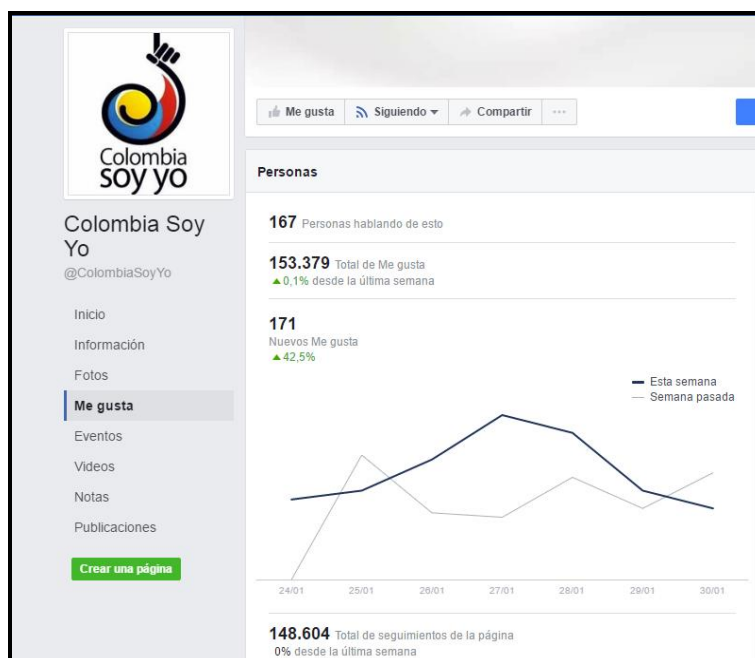 Colombia
soy yo
Colombia Soy
Yo
@ColombiaSoyYo
Inicio
Información
Fotos
Me gusta
Eventos
Videos
Notas
Publicaciones
Crear una página
Me gusta Siguiendo Compartir ...
Personas
167 Personas hablando de esto
153.379 Total de Me gusta
0,1% desde la última semana
171
Nuevos Me gusta
42,5%
Esta semana
Semana pasada
24/01 25/01 26/01 27/01 28/01 29/01 30/01
148.604 Total de seguimientos de la página
0% desde la última semana